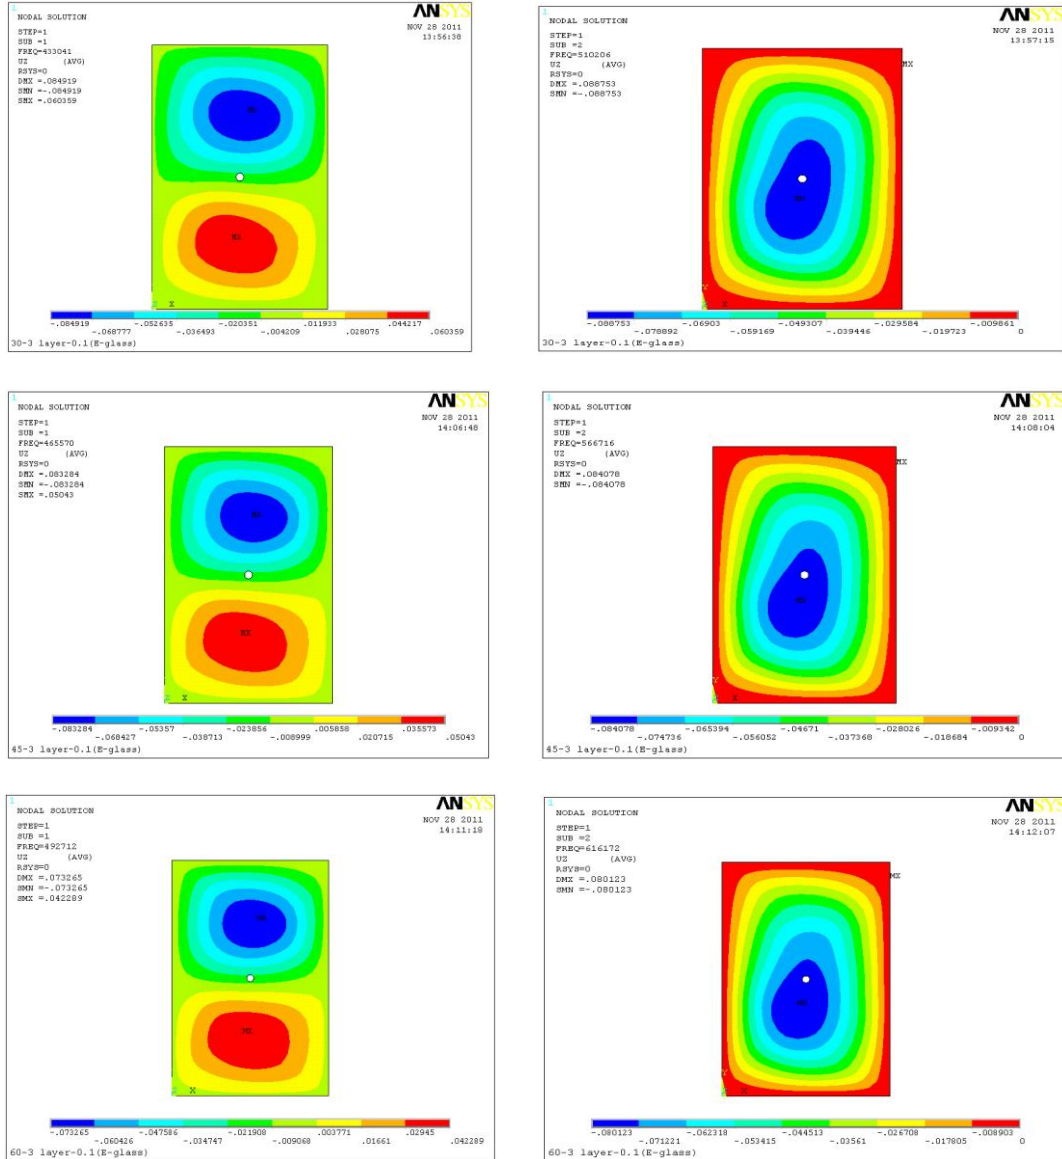 1
NODAL SOLUTION
ANSYS
NOV 28 2011
13:56:38
STEP=1
SUB =1
FREQ=433041
UZ (AVG)
RSYS=0
DMX =.084919
SMN =-.084919
SMX =.060359
MX
X
-.084919 -.052635 -.020351 .011933 .044217
-.068777 -.036493 -.004209 .028075 .060359
30-3 layer-0.1(E-glass)
1
NODAL SOLUTION
ANSYS
NOV 28 2011
13:57:15
STEP=1
SUB =2
FREQ=510206
UZ (AVG)
RSYS=0
DMX =.088753
SMN =-.088753
MX
Y
X
-.088753 -.06903 -.049307 -.029584 -.009861
-.078892 -.059169 -.039446 -.019723 0
30-3 layer-0.1(E-glass)
1
NODAL SOLUTION
ANSYS
NOV 28 2011
14:06:48
STEP=1
SUB =1
FREQ=465570
UZ (AVG)
RSYS=0
DMX =.083284
SMN =-.083284
SMX =.05043
MX
X
-.083284 -.05357 -.023856 .005858 .035573
-.068427 -.038713 -.008999 .020715 .05043
45-3 layer-0.1(E-glass)
1
NODAL SOLUTION
ANSYS
NOV 28 2011
14:08:04
STEP=1
SUB =2
FREQ=566716
UZ (AVG)
RSYS=0
DMX =.084078
SMN =-.084078
MX
Y
X
-.084078 -.065394 -.04671 -.028026 -.009342
-.074736 -.056052 -.037368 -.018684 0
45-3 layer-0.1(E-glass)
1
NODAL SOLUTION
ANSYS
NOV 28 2011
14:11:18
STEP=1
SUB =1
FREQ=492712
UZ (AVG)
RSYS=0
DMX =.073265
SMN =-.073265
SMX =.042289
MX
X
-.073265 -.047586 -.021908 .003771 .02945
-.060426 -.034747 -.009068 .01661 .042289
60-3 layer-0.1(E-glass)
1
NODAL SOLUTION
ANSYS
NOV 28 2011
14:12:07
STEP=1
SUB =2
FREQ=616172
UZ (AVG)
RSYS=0
DMX =.080123
SMN =-.080123
MX
Y
X
-.080123 -.062318 -.044513 -.026708 -.008903
-.071221 -.053415 -.03561 -.017805 0
60-3 layer-0.1(E-glass)